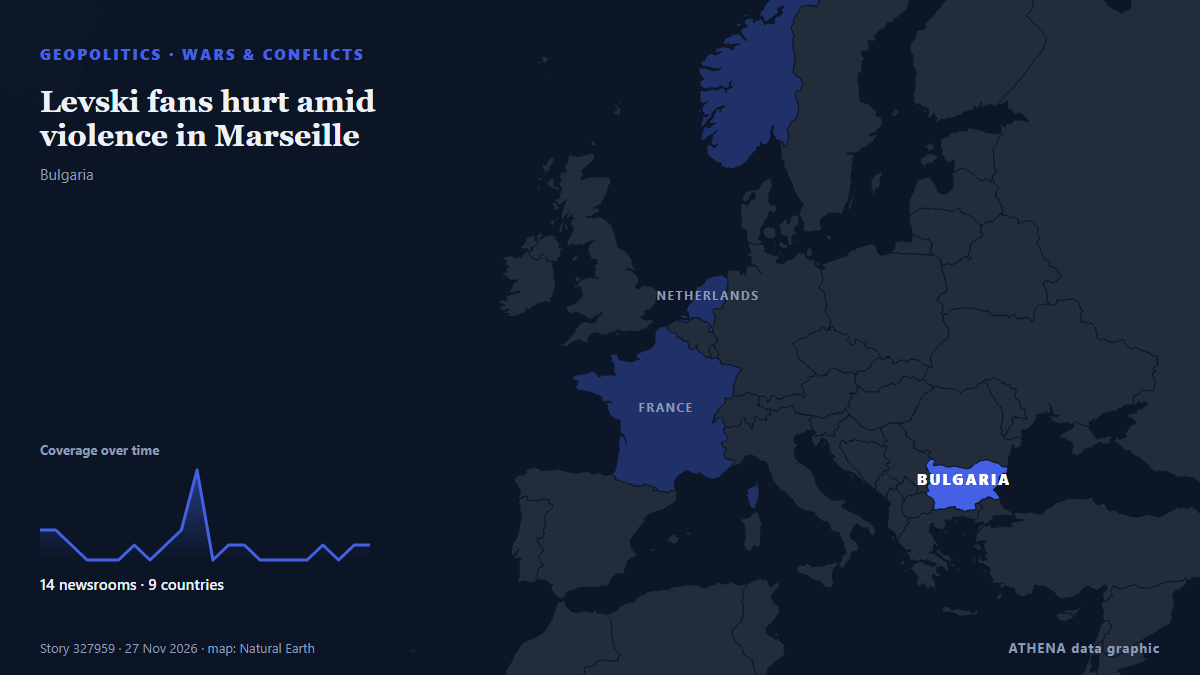 GEOPOLITICS · WARS & CONFLICTS
Levski fans hurt amid
violence in Marseille
Bulgaria
NETHERLANDS
FRANCE
BULGARIA
Coverage over time
14 newsrooms · 9 countries
Story 327959 · 27 Nov 2026 · map: Natural Earth
ATHENA data graphic